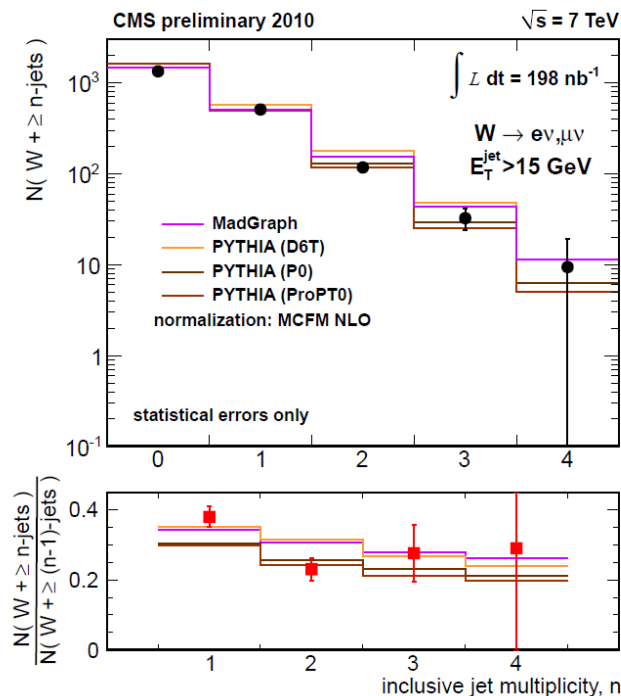 CMS preliminary 2010
√s = 7 TeV
N( W + ≥ n-jets )
10³
10²
10
1
10⁻¹
∫ L dt = 198 nb⁻¹
W → eν,μν
E_T^jet >15 GeV
MadGraph
PYTHIA (D6T)
PYTHIA (P0)
PYTHIA (ProPT0)
normalization: MCFM NLO
statistical errors only
0 1 2 3 4
N( W + ≥ n-jets )
N( W + ≥ (n-1)-jets )
0.4
0.2
0
1 2 3 4
inclusive jet multiplicity, n